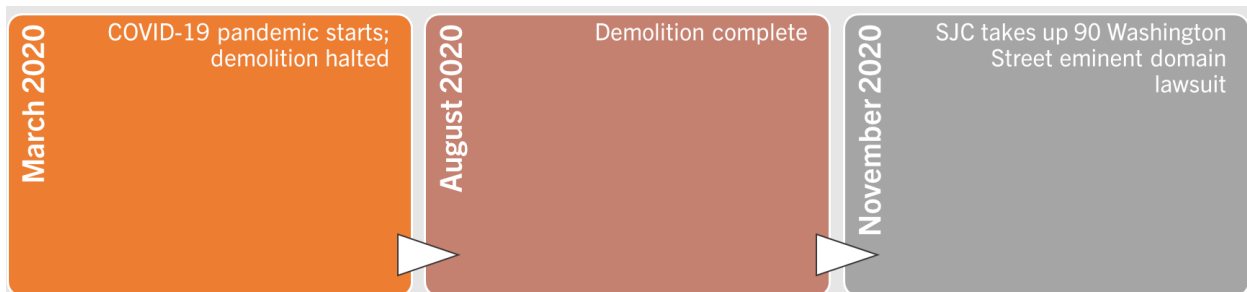 March 2020
COVID-19 pandemic starts;
demolition halted
August 2020
Demolition complete
November 2020
SJC takes up 90 Washington
Street eminent domain
lawsuit